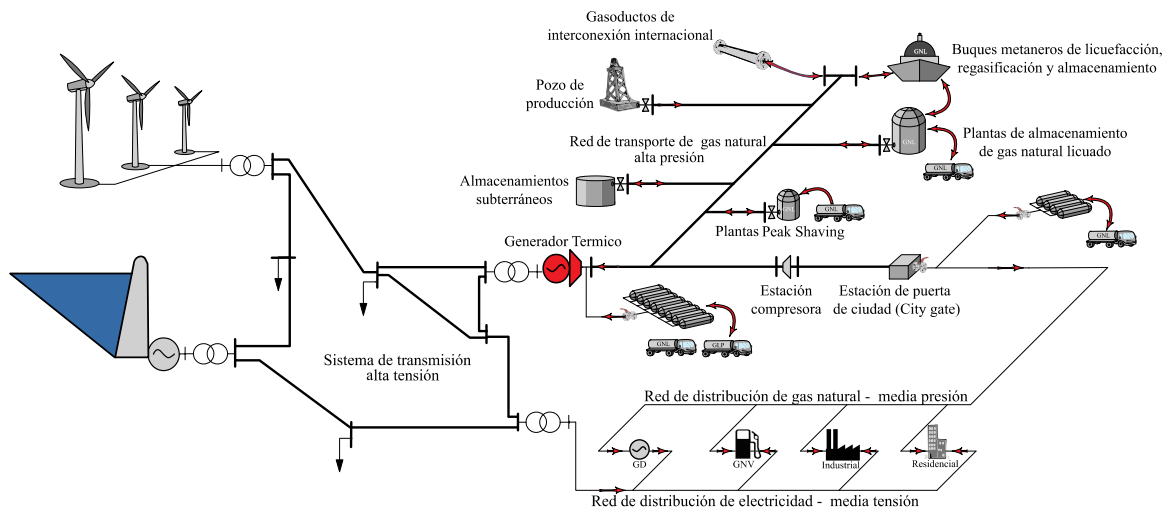 Gasoductos de
interconexión internacional
GNL
Buques metaneros de licuefacción,
regasificación y almacenamiento
Pozo de
producción
Red de transporte de gas natural
alta presión
GNL
Plantas de almacenamiento
de gas natural licuado
GNL
Almacenamientos
subterráneos
GNL
GNL
Plantas Peak Shaving
GNL
Generador Termico
Estación
compresora
Estación de puerta
de ciudad (City gate)
GNL
GLP
Sistema de transmisión
alta tensión
Red de distribución de gas natural - media presión
GD
GNV
Industrial
Residencial
Red de distribución de electricidad - media tensión